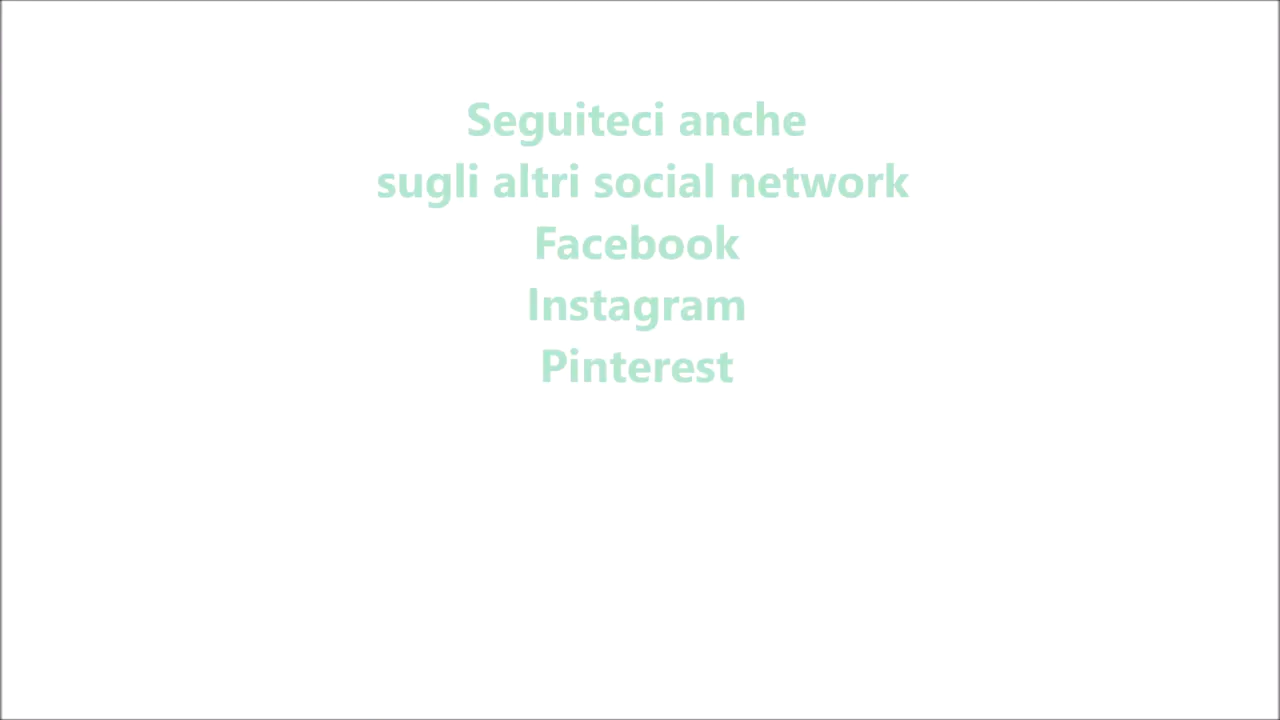 Seguiteci anche
sugli altri social network
Facebook
Instagram
Pinterest